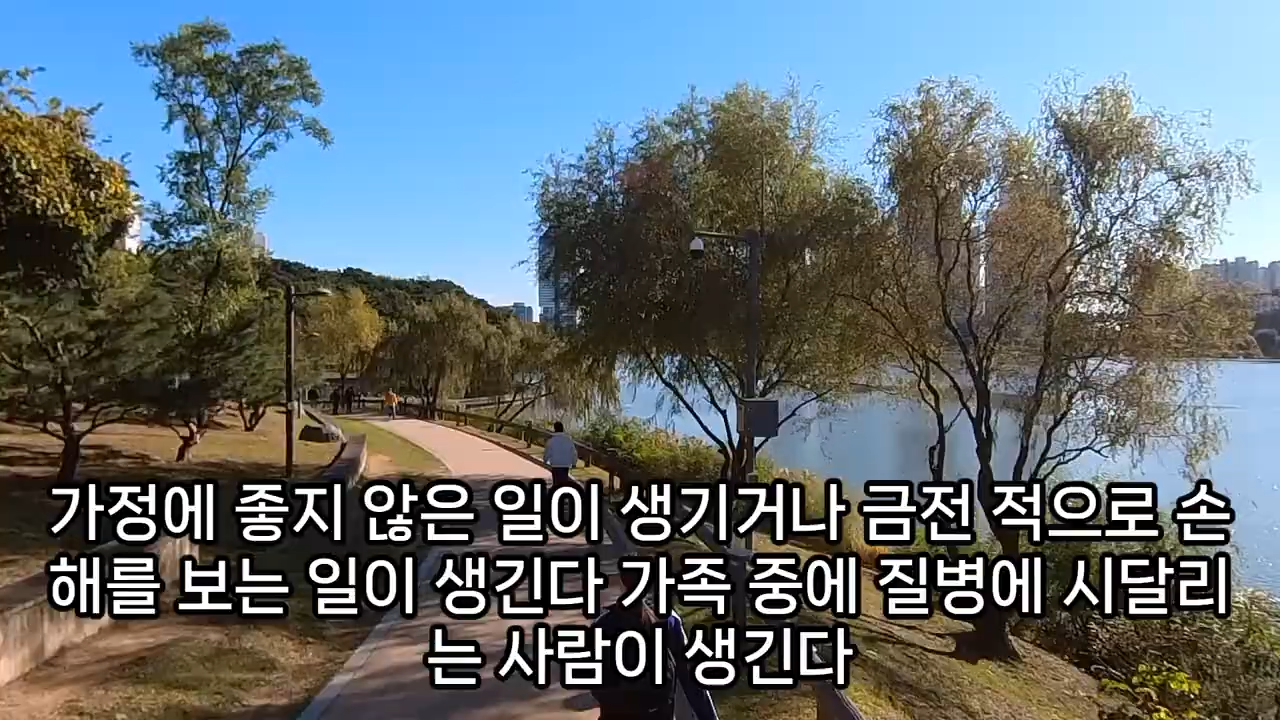 가정에 좋지 않은 일이 생기거나 금전 적으로 손
해를 보는 일이 생긴다 가족 중에 질병에 시달리
는 사람이 생긴다